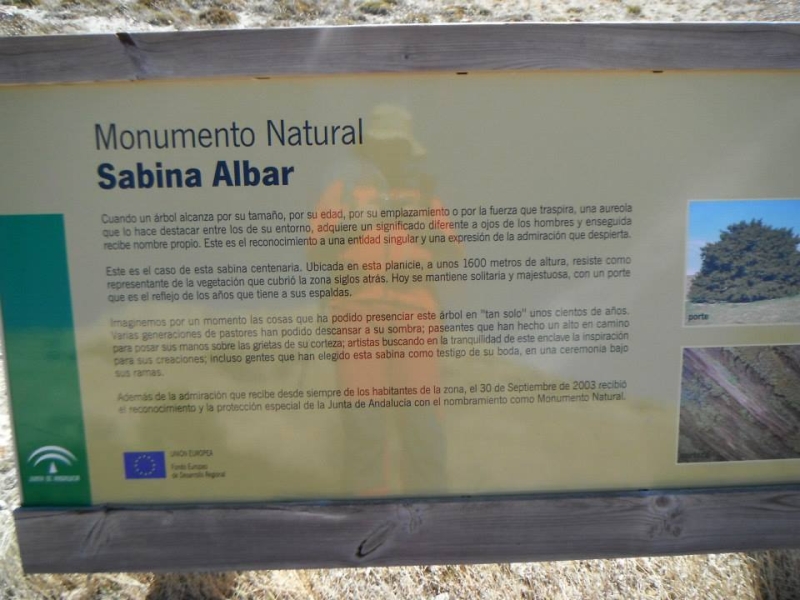 Monumento Natural
Sabina Albar
Cuando un árbol alcanza por su tamaño, por su edad, por su emplazamiento o por la fuerza que traspira, una aureola
que lo hace destacar entre los de su entorno, adquiere un significado diferente a ojos de los hombres y enseguida
recibe nombre propio. Este es el reconocimiento a una entidad singular y una expresión de la admiración que despierta.
Este es el caso de esta sabina centenaria. Ubicada en esta planicie, a unos 1600 metros de altura, resiste como
representante de la vegetación que cubrió la zona siglos atrás. Hoy se mantiene solitaria y majestuosa, con un porte
que es el reflejo de los años que tiene a sus espaldas.
Imaginemos por un momento las cosas que ha podido presenciar este árbol en "tan solo" unos cientos de años.
Varias generaciones de pastores han podido descansar a su sombra; paseantes que han hecho un alto en camino
para posar sus manos sobre las grietas de su corteza; artistas buscando en la tranquilidad de este enclave la inspiración
para sus creaciones; incluso gentes que han elegido esta sabina como testigo de su boda, en una ceremonia bajo
sus ramas.
Además de la admiración que recibe desde siempre de los habitantes de la zona, el 30 de Septiembre de 2003 recibió
el reconocimiento y la protección especial de la Junta de Andalucía con el nombramiento como Monumento Natural.
porte
JUNTA DE ANDALUCIA
UNIÓN EUROPEA
Fondo Europeo
de Desarrollo Regional